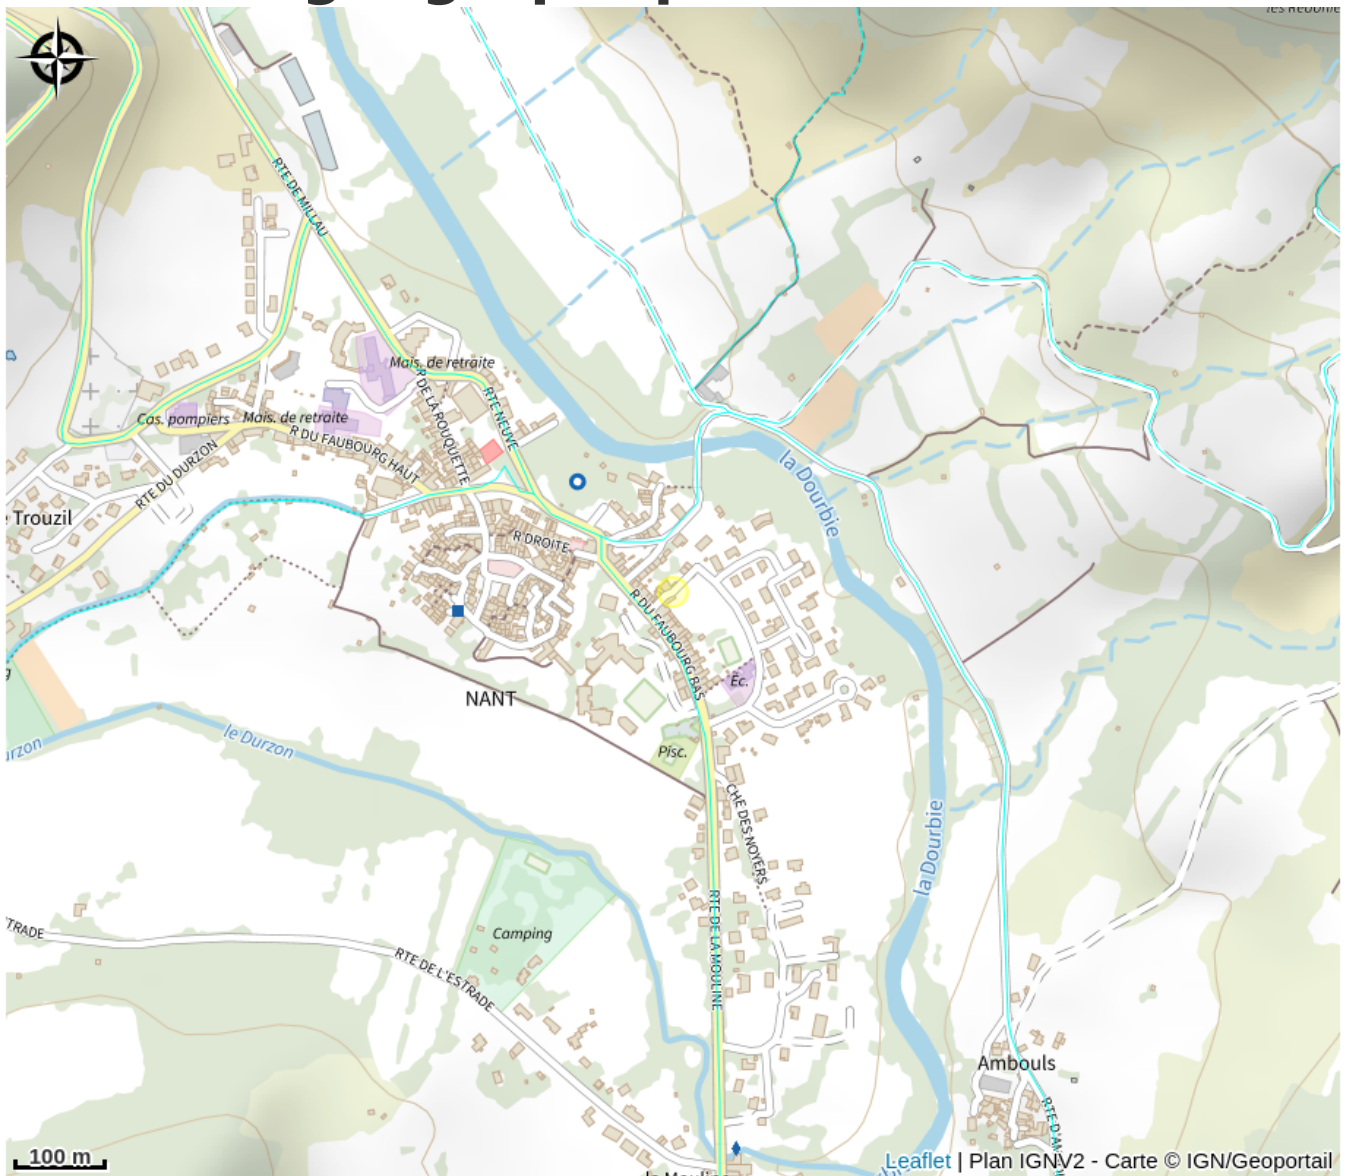 RTE DE MILLAU
Mais. de retraite
R DE LA ROUQUETTE
RTE NEUVE
Cas. pompiers
Mais. de retraite
R DU FAUBOURG HAUT
RTE DU DURZON
Trouzil
R DROITE
la Dourbie
R DU FAUBOURG BAS
Éc.
NANT
le Durzon
Pisc.
CHE DES NOYERS
la Dourbie
RTE DE LA MOULINE
Camping
RTE DE L'ESTRADE
Ambouls
100 m
Leaflet | Plan IGNV2 - Carte © IGN/Geoportail